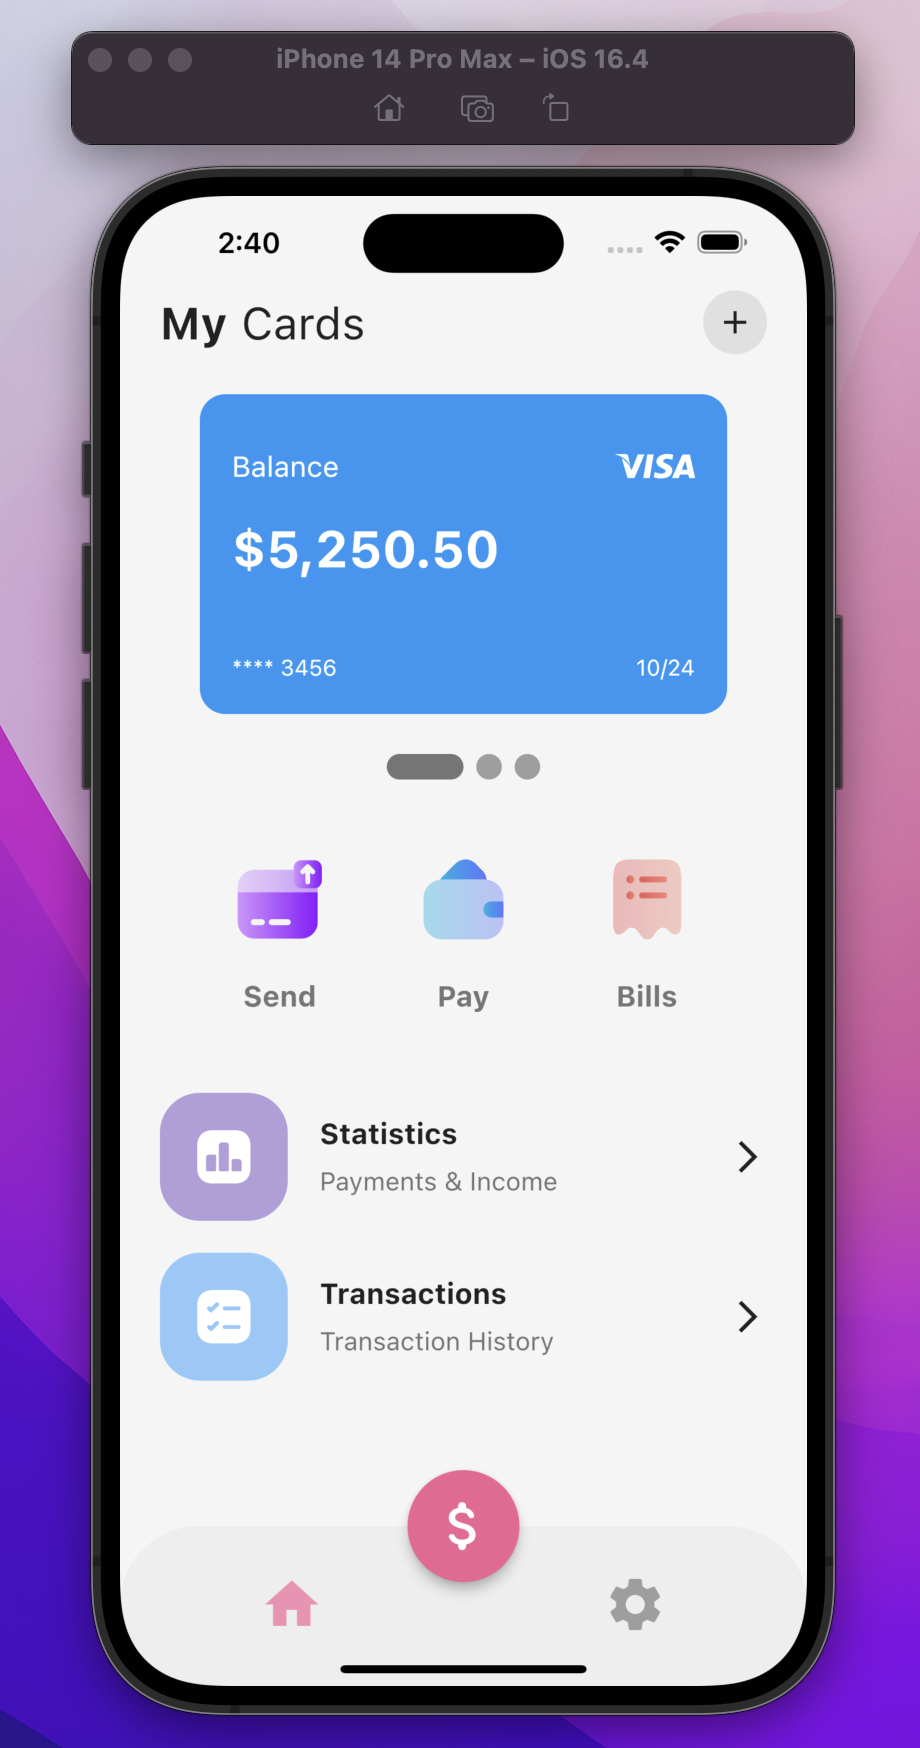 iPhone 14 Pro Max – iOS 16.4
2:40
My Cards
Balance
VISA
$5,250.50
**** 3456
10/24
Send
Pay
Bills
Statistics
Payments & Income
Transactions
Transaction History
$